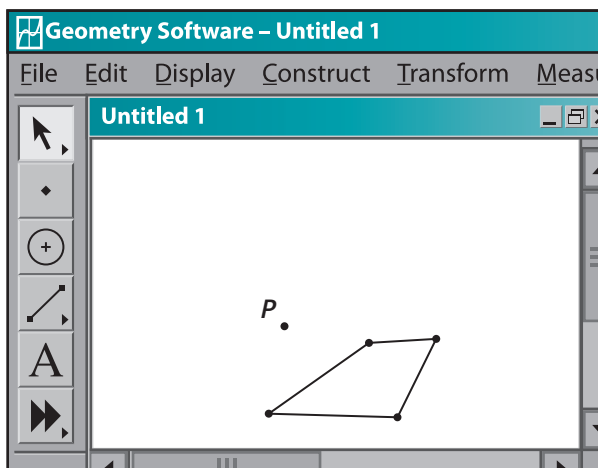 Geometry Software – Untitled 1
File Edit Display Construct Transform
Untitled 1
P
A